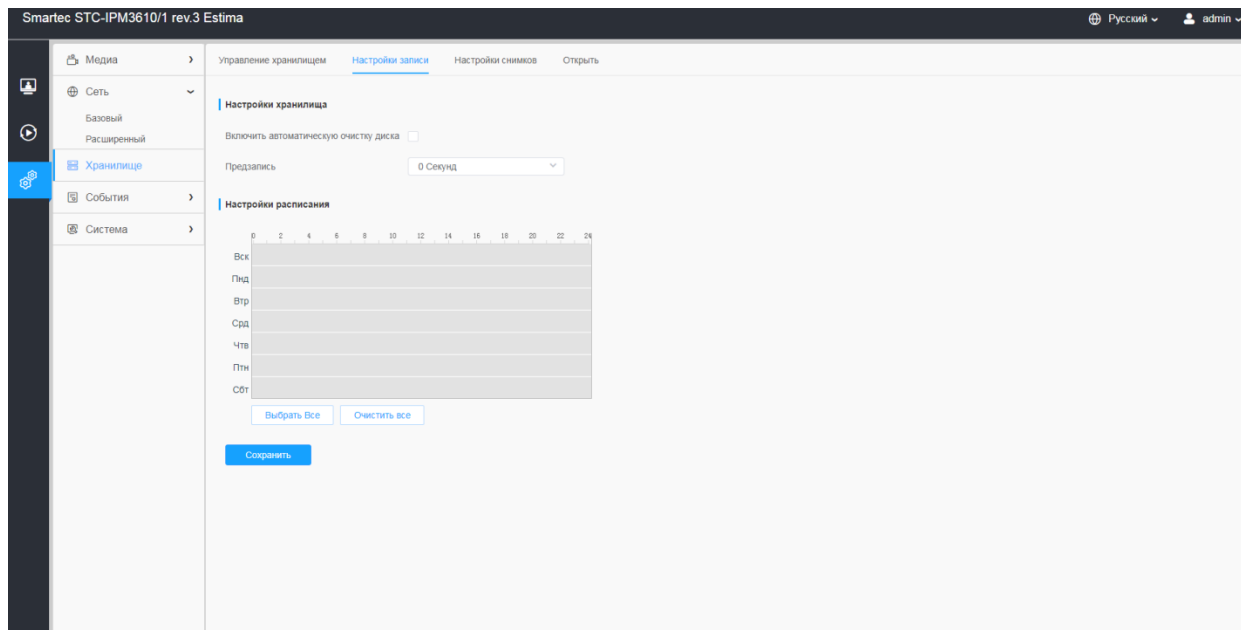 Smartec STC-IPM3610/1 rev.3 Estima Русский admin
Медиа
Сеть
Базовый
Расширенный
Хранилище
События
Система
Управление хранилищем Настройки записи Настройки снимков Открыть
Настройки хранилища
Включить автоматическую очистку диска
Предзапись 0 Секунд
Настройки расписания
0 2 4 6 8 10 12 14 16 18 20 22 24
Вск
Пнд
Втр
Срд
Чтв
Птн
Сбт
Выбрать Все Очистить все
Сохранить